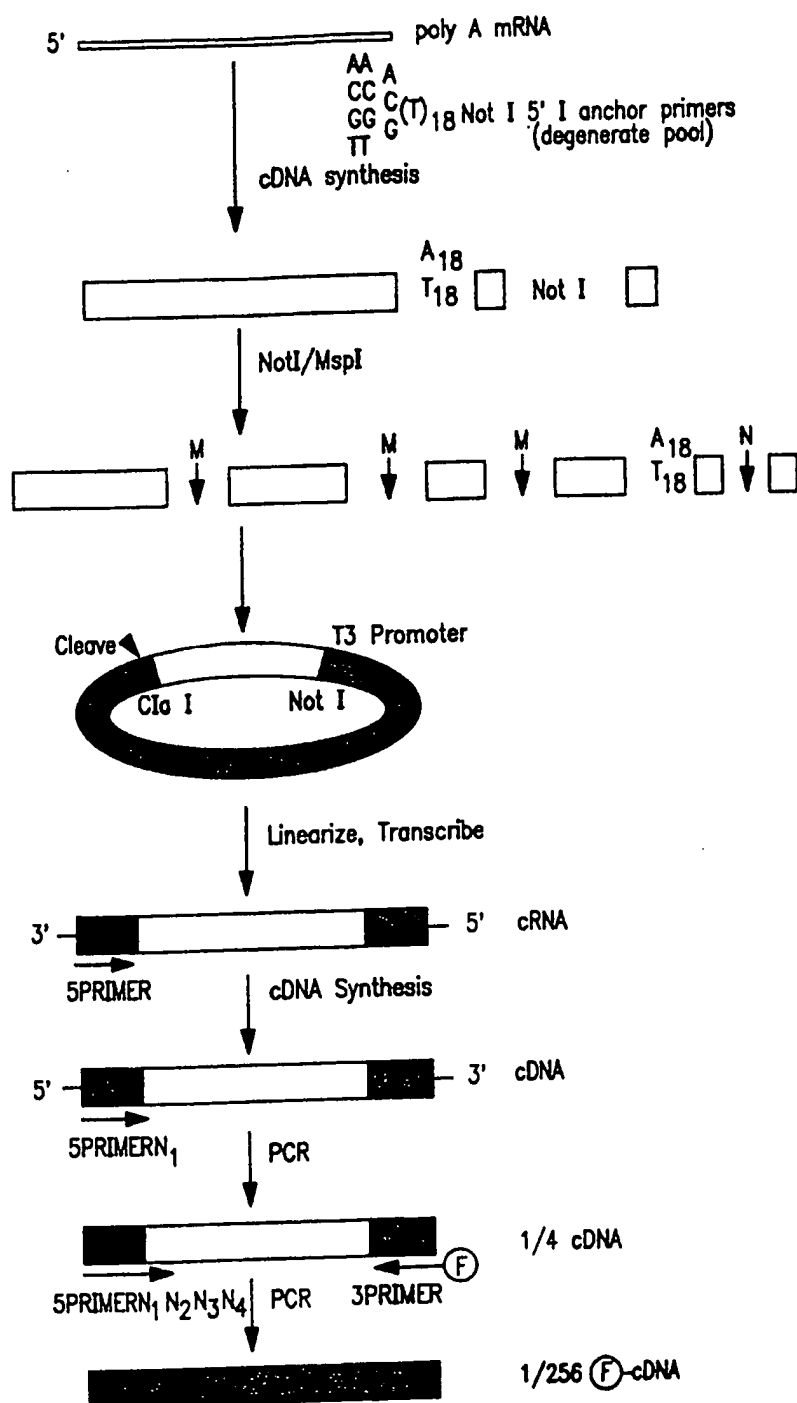 5' poly A mRNA
AA A
CC C
GG G (T)18 Not I 5' I anchor primers
TT (degenerate pool)
cDNA synthesis
A18
T18 Not I
NotI/MspI
M M M A18 N
T18
Cleave T3 Promoter
Cla I Not I
Linearize, Transcribe
3' 5' cRNA
5PRIMER cDNA Synthesis
5' 3' cDNA
5PRIMERN1 PCR
1/4 cDNA
F
5PRIMERN1 N2N3N4 PCR 3PRIMER
1/256 F-cDNA